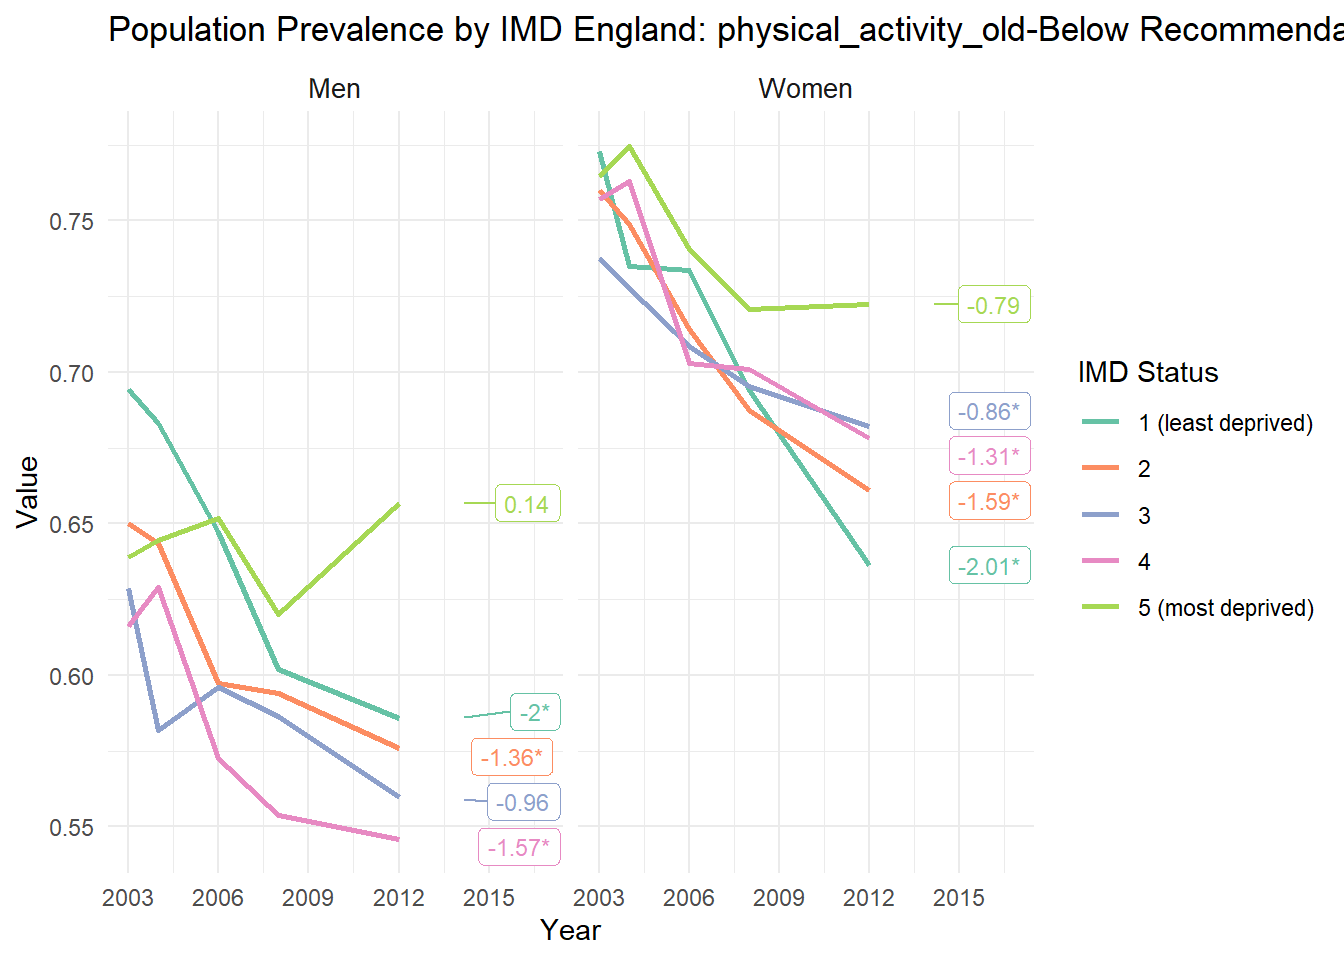 Population Prevalence by IMD England: physical_activity_old-Below Recommenda
Men
Women
Value
0.75
0.70
0.65
0.60
0.55
0.14
-2*
-1.36*
-0.96
-1.57*
-0.79
-0.86*
-1.31*
-1.59*
-2.01*
2003 2006 2009 2012 2015
2003 2006 2009 2012 2015
Year
IMD Status
1 (least deprived)
2
3
4
5 (most deprived)